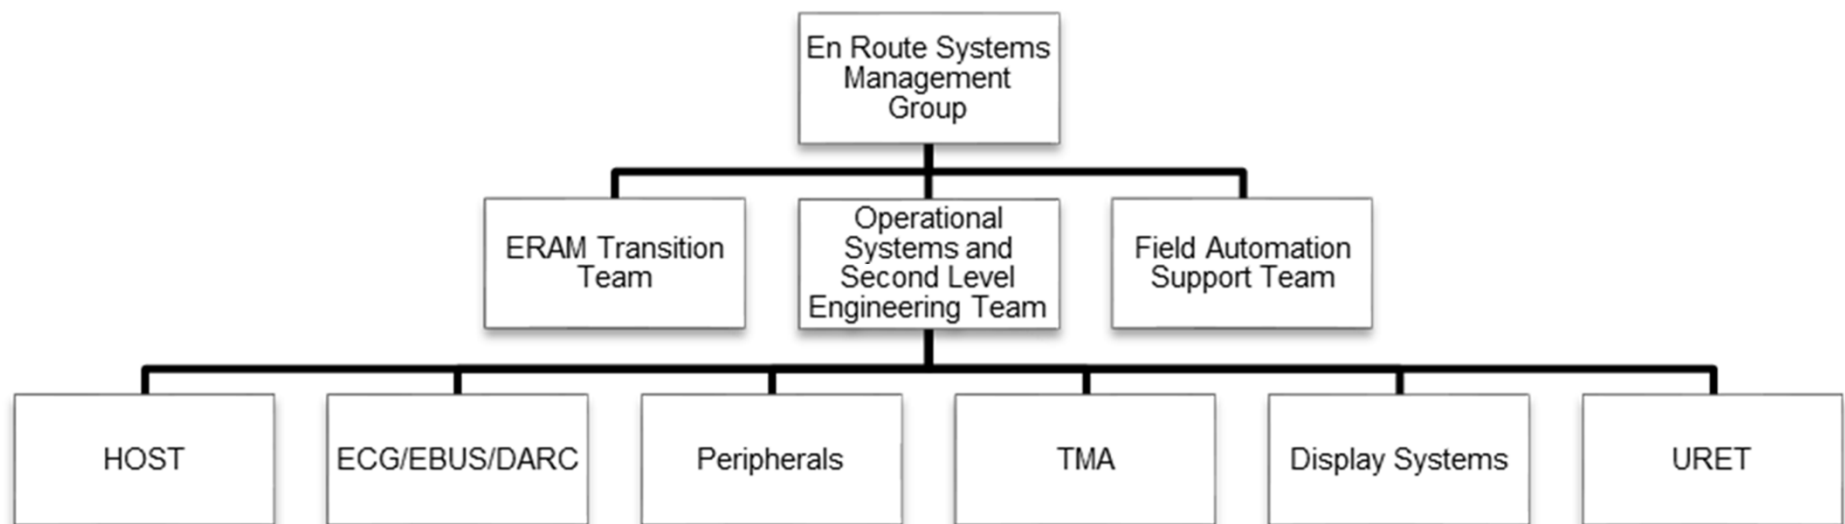 En Route Systems
Management
Group
ERAM Transition
Team
Operational
Systems and
Second Level
Engineering Team
Field Automation
Support Team
HOST
ECG/EBUS/DARC
Peripherals
TMA
Display Systems
URET